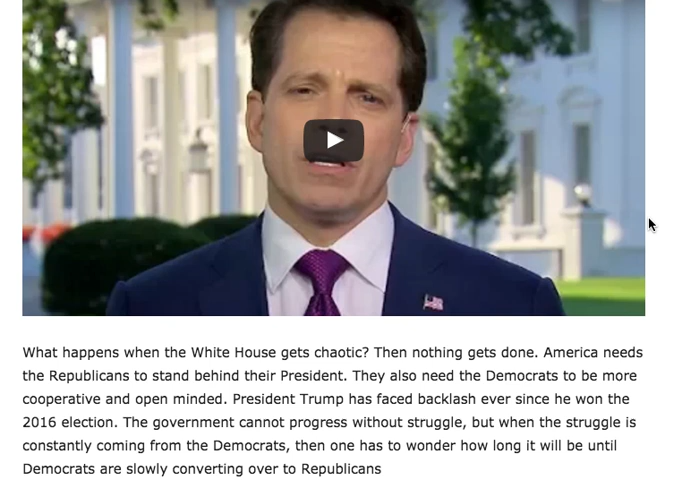 What happens when the White House gets chaotic? Then nothing gets done. America needs
the Republicans to stand behind their President. They also need the Democrats to be more
cooperative and open minded. President Trump has faced backlash ever since he won the
2016 election. The government cannot progress without struggle, but when the struggle is
constantly coming from the Democrats, then one has to wonder how long it will be until
Democrats are slowly converting over to Republicans